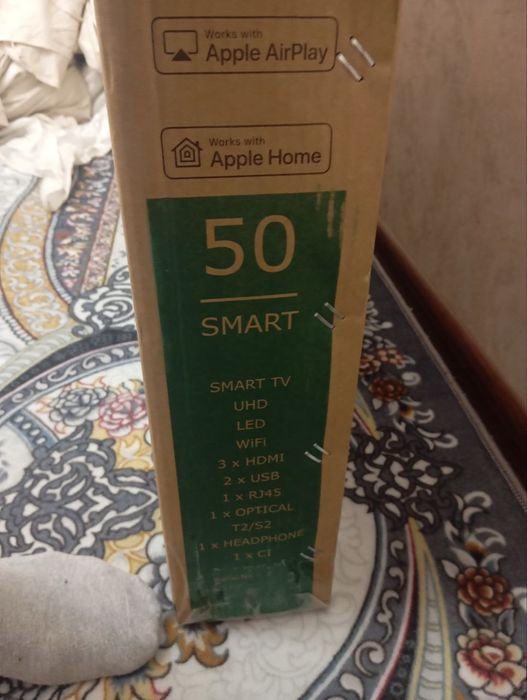 Works with
Apple AirPlay
Works with
Apple Home
50
SMART
SMART TV
UHD
LED
WiFi
3 x HDMI
2 x USB
1 x RJ45
1 x OPTICAL
T2/S2
1 x HEADPHONE
1 x CI